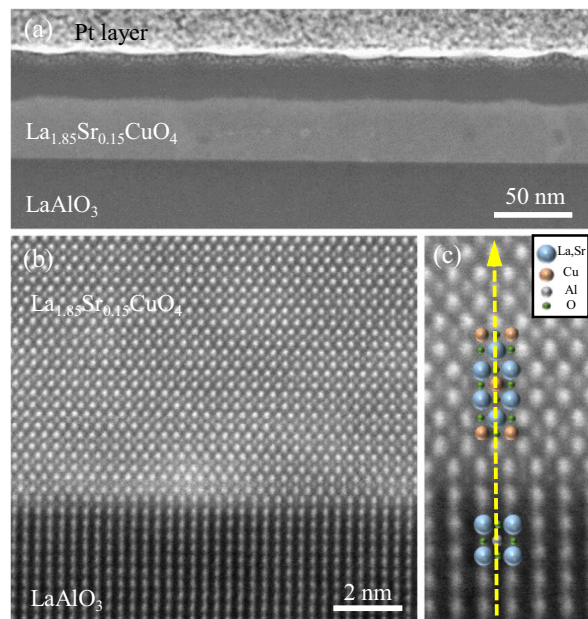 (a)
Pt layer
La1.85Sr0.15CuO4
LaAlO3
50 nm
(b)
La1.85Sr0.15CuO4
LaAlO3
2 nm
(c)
La,Sr
Cu
Al
O